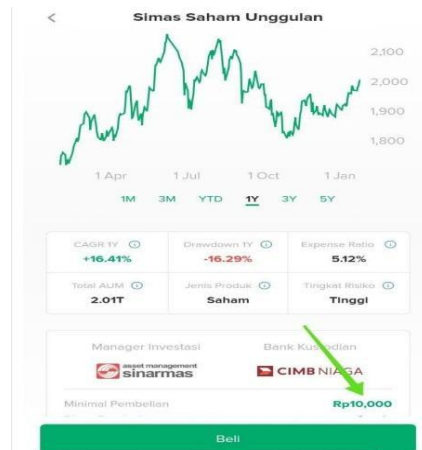 Simas Saham Unggulan
2,100
2,000
1,900
1,800
1 Apr 1 Jul 1 Oct 1 Jan
1M 3M YTD 1Y 3Y 5Y
CAGR 1Y Drawdown 1Y Expense Ratio
+16.41% -16.29% 5.12%
Total AUM Jenis Produk Tingkat Risiko
2.01T Saham Tinggi
Manager Investasi Bank Kustodian
asset management
sinarmas CIMB NIAGA
Minimal Pembelian Rp10,000
Beli